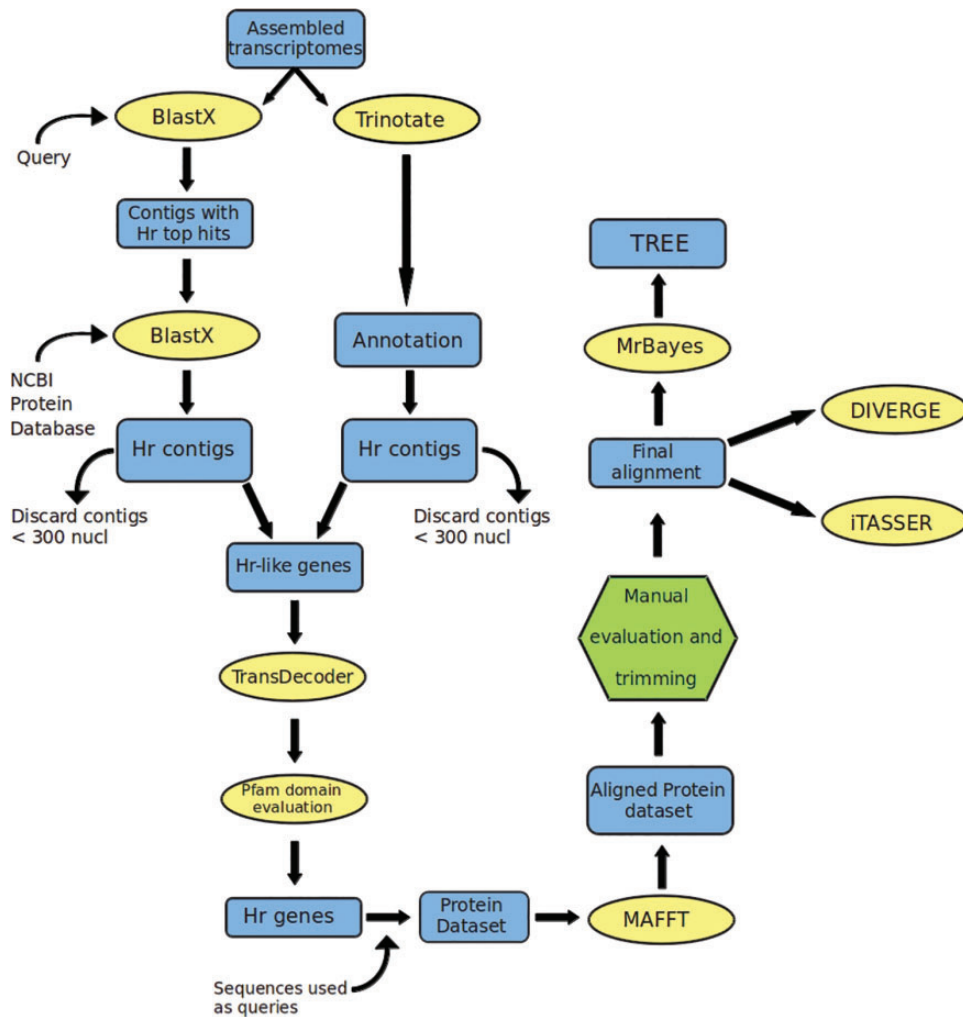 Assembled
transcriptomes
BlastX
Trinotate
Query
Contigs with
Hr top hits
BlastX
NCBI
Protein
Database
Annotation
Hr contigs
Hr contigs
Discard contigs
< 300 nucl
Discard contigs
< 300 nucl
Hr-like genes
TransDecoder
Pfam domain
evaluation
Hr genes
Sequences used
as queries
Protein
Dataset
MAFFT
Aligned Protein
dataset
Manual
evaluation and
trimming
Final
alignment
DIVERGE
iTASSER
MrBayes
TREE